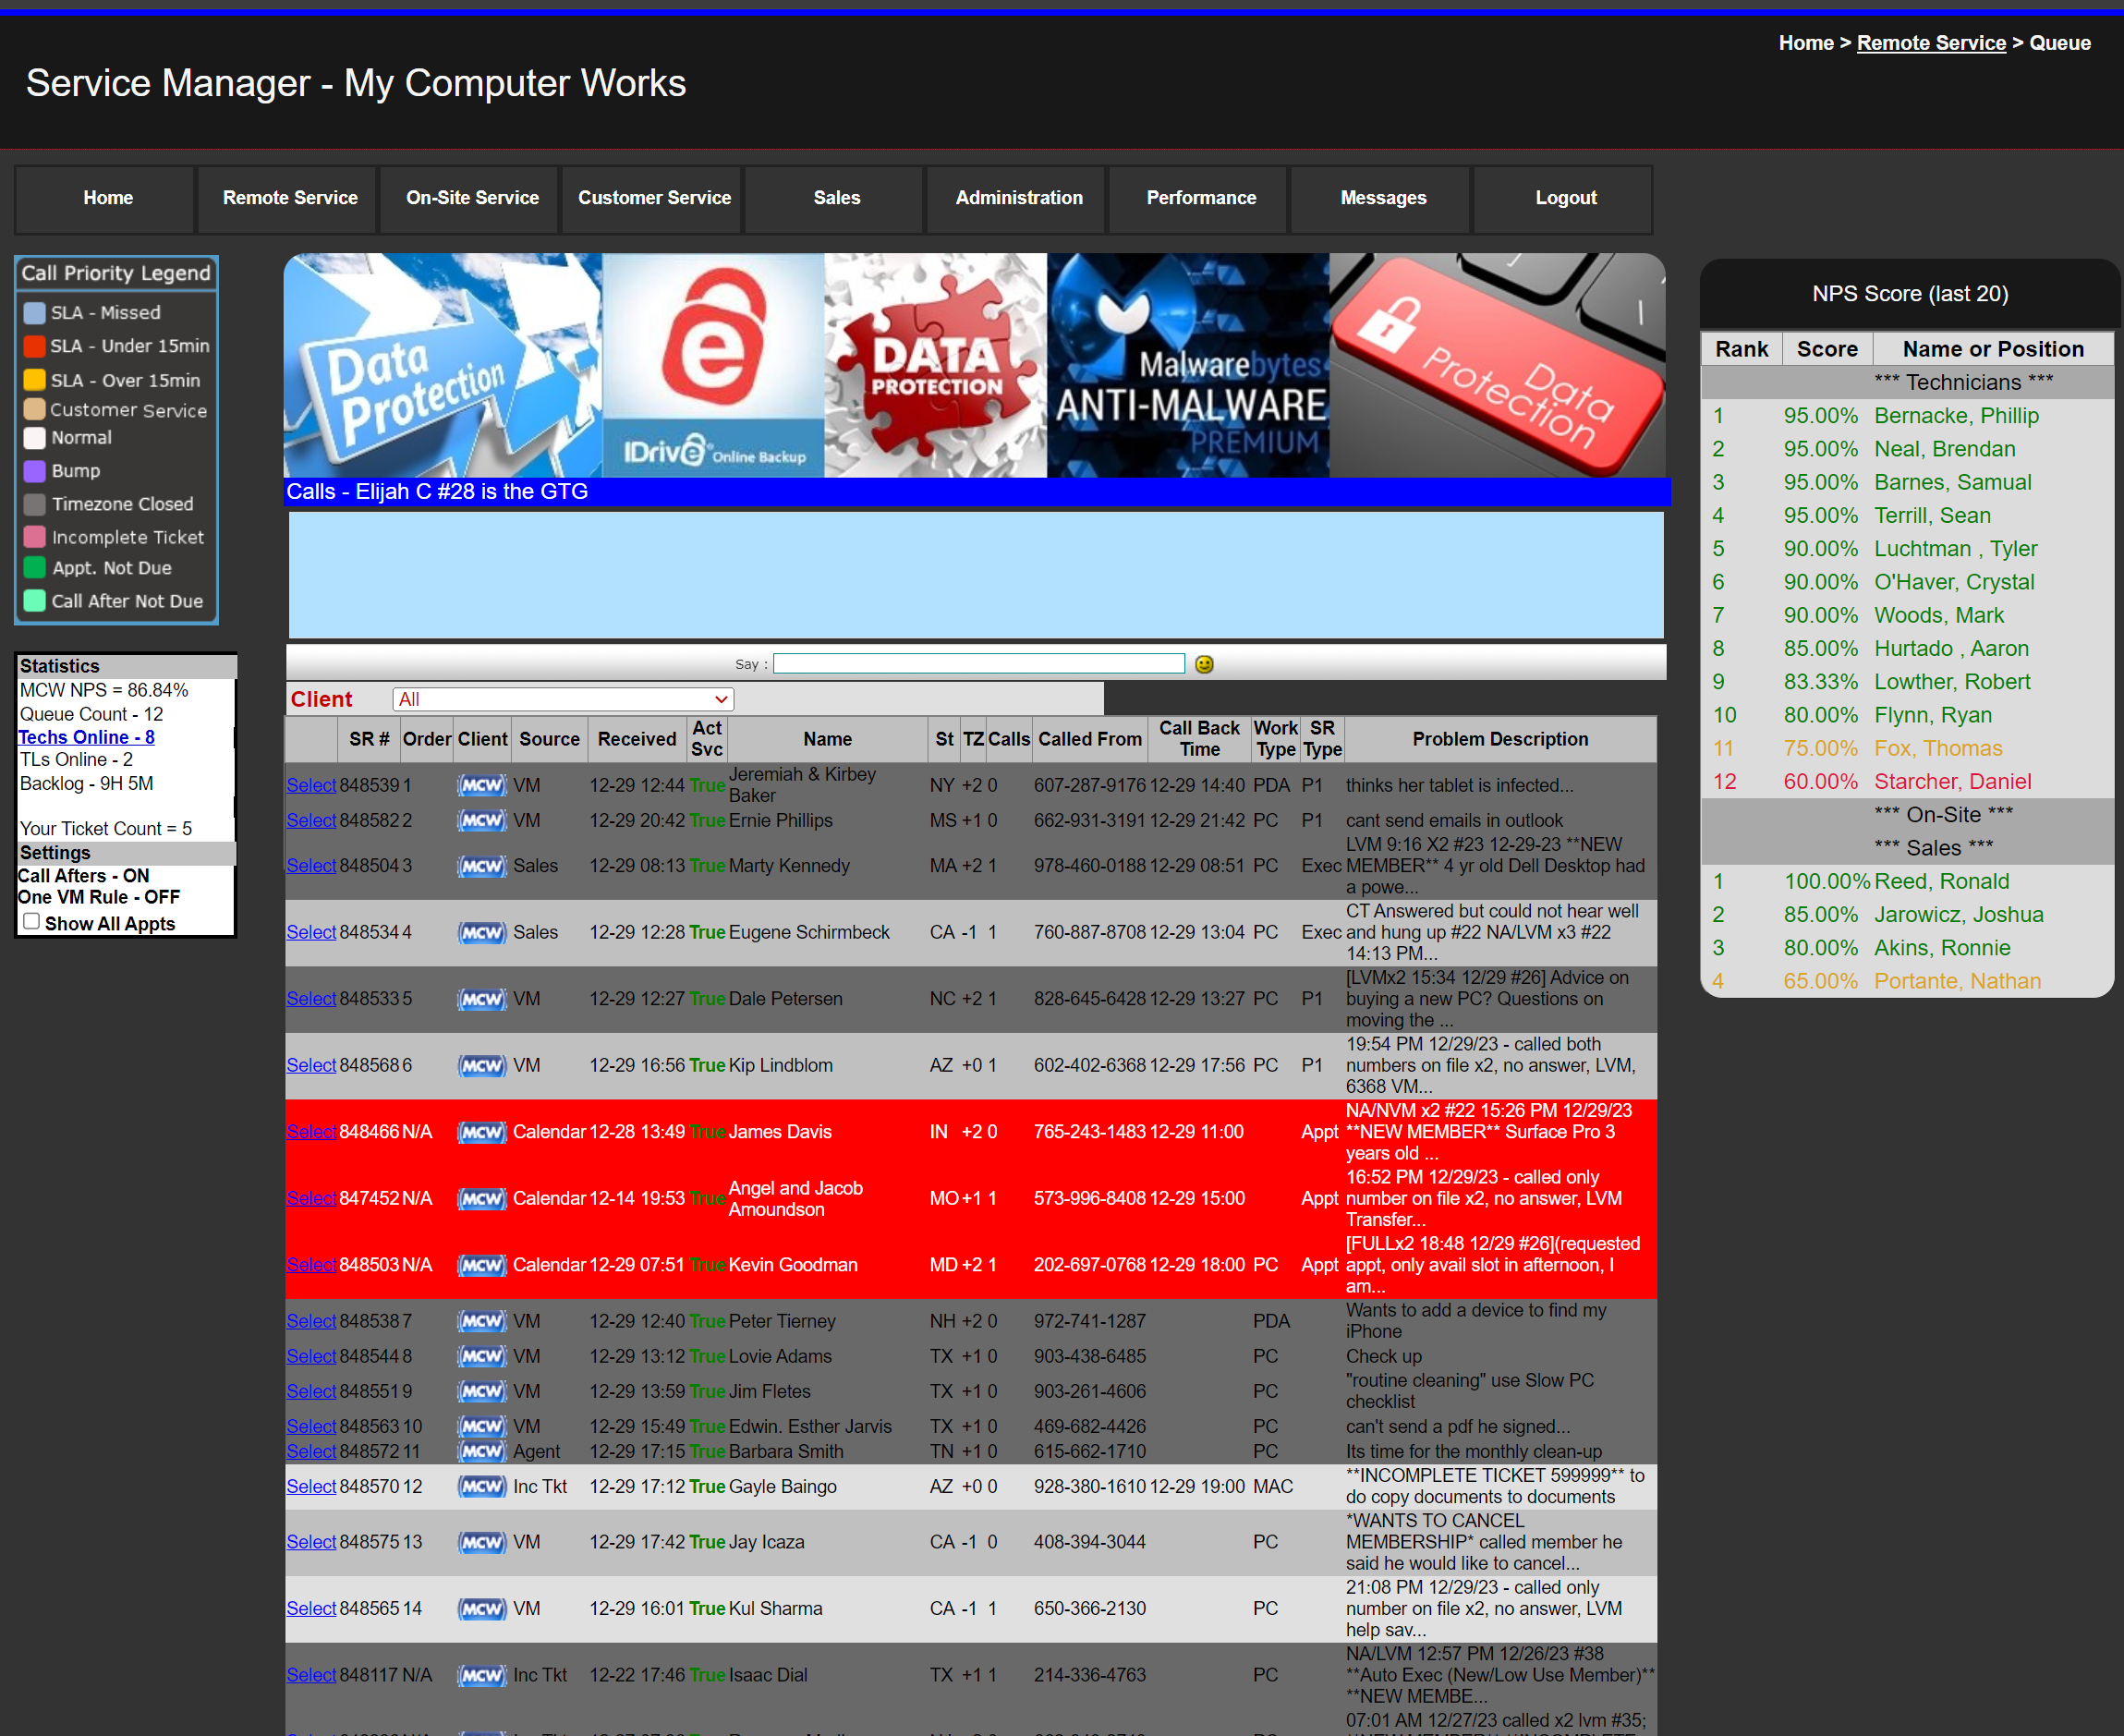 Home > Remote Service > Queue
Service Manager - My Computer Works
Home Remote Service On-Site Service Customer Service Sales Administration Performance Messages Logout
Call Priority Legend
SLA - Missed
SLA - Under 15min
SLA - Over 15min
Customer Service
Normal
Bump
Timezone Closed
Incomplete Ticket
Appt. Not Due
Call After Not Due
Statistics
MCW NPS = 86.84%
Queue Count - 12
Techs Online - 8
TLs Online - 2
Backlog - 9H 5M
Your Ticket Count = 5
Settings
Call Afters - ON
One VM Rule - OFF
Show All Appts
Data
Protection
e
IDrive® Online Backup
DATA
PROTECTION
Malwarebytes
ANTI-MALWARE
PREMIUM
Data
Protection
Calls - Elijah C #28 is the GTG
Say :
Client All
SR # Order Client Source Received Act Svc Name St TZ Calls Called From Call Back Time Work Type SR Type Problem Description
Select 848539 1 MCW VM 12-29 12:44 True Jeremiah & Kirbey Baker NY +2 0 607-287-9176 12-29 14:40 PDA P1 thinks her tablet is infected...
Select 848582 2 MCW VM 12-29 20:42 True Ernie Phillips MS +1 0 662-931-3191 12-29 21:42 PC P1 cant send emails in outlook
Select 848504 3 MCW Sales 12-29 08:13 True Marty Kennedy MA +2 1 978-460-0188 12-29 08:51 PC Exec LVM 9:16 X2 #23 12-29-23 **NEW MEMBER** 4 yr old Dell Desktop had a powe...
Select 848534 4 MCW Sales 12-29 12:28 True Eugene Schirmbeck CA -1 1 760-887-8708 12-29 13:04 PC Exec CT Answered but could not hear well and hung up #22 NA/LVM x3 #22 14:13 PM...
Select 848533 5 MCW VM 12-29 12:27 True Dale Petersen NC +2 1 828-645-6428 12-29 13:27 PC P1 [LVMx2 15:34 12/29 #26] Advice on buying a new PC? Questions on moving the ...
Select 848568 6 MCW VM 12-29 16:56 True Kip Lindblom AZ +0 1 602-402-6368 12-29 17:56 PC P1 19:54 PM 12/29/23 - called both numbers on file x2, no answer, LVM, 6368 VM...
Select 848466 N/A MCW Calendar 12-28 13:49 True James Davis IN +2 0 765-243-1483 12-29 11:00 Appt NA/NVM x2 #22 15:26 PM 12/29/23 **NEW MEMBER** Surface Pro 3 years old ...
Select 847452 N/A MCW Calendar 12-14 19:53 True Angel and Jacob Amoundson MO +1 1 573-996-8408 12-29 15:00 Appt 16:52 PM 12/29/23 - called only number on file x2, no answer, LVM Transfer...
Select 848503 N/A MCW Calendar 12-29 07:51 True Kevin Goodman MD +2 1 202-697-0768 12-29 18:00 PC Appt [FULLx2 18:48 12/29 #26](requested appt, only avail slot in afternoon, I am...
Select 848538 7 MCW VM 12-29 12:40 True Peter Tierney NH +2 0 972-741-1287 PDA Wants to add a device to find my iPhone
Select 848544 8 MCW VM 12-29 13:12 True Lovie Adams TX +1 0 903-438-6485 PC Check up
Select 848551 9 MCW VM 12-29 13:59 True Jim Fletes TX +1 0 903-261-4606 PC "routine cleaning" use Slow PC checklist
Select 848563 10 MCW VM 12-29 15:49 True Edwin. Esther Jarvis TX +1 0 469-682-4426 PC can't send a pdf he signed...
Select 848572 11 MCW Agent 12-29 17:15 True Barbara Smith TN +1 0 615-662-1710 PC Its time for the monthly clean-up
Select 848570 12 MCW Inc Tkt 12-29 17:12 True Gayle Baingo AZ +0 0 928-380-1610 12-29 19:00 MAC **INCOMPLETE TICKET 599999** to do copy documents to documents
Select 848575 13 MCW VM 12-29 17:42 True Jay Icaza CA -1 0 408-394-3044 PC *WANTS TO CANCEL MEMBERSHIP* called member he said he would like to cancel...
Select 848565 14 MCW VM 12-29 16:01 True Kul Sharma CA -1 1 650-366-2130 PC 21:08 PM 12/29/23 - called only number on file x2, no answer, LVM help sav...
Select 848117 N/A MCW Inc Tkt 12-22 17:46 True Isaac Dial TX +1 1 214-336-4763 PC NA/LVM 12:57 PM 12/26/23 #38 **Auto Exec (New/Low Use Member)** **NEW MEMBE...
07:01 AM 12/27/23 called x2 lvm #35;
NPS Score (last 20)
Rank Score Name or Position
*** Technicians ***
1 95.00% Bernacke, Phillip
2 95.00% Neal, Brendan
3 95.00% Barnes, Samual
4 95.00% Terrill, Sean
5 90.00% Luchtman , Tyler
6 90.00% O'Haver, Crystal
7 90.00% Woods, Mark
8 85.00% Hurtado , Aaron
9 83.33% Lowther, Robert
10 80.00% Flynn, Ryan
11 75.00% Fox, Thomas
12 60.00% Starcher, Daniel
*** On-Site ***
*** Sales ***
1 100.00% Reed, Ronald
2 85.00% Jarowicz, Joshua
3 80.00% Akins, Ronnie
4 65.00% Portante, Nathan